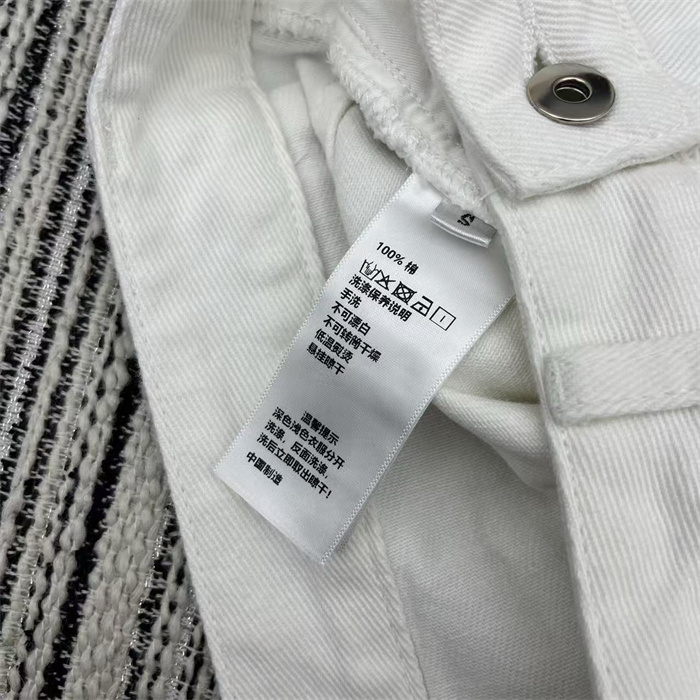 S
100% 棉
洗涤保养说明
手洗
不可漂白
不可转筒干燥
低温熨烫
悬挂晾干
温馨提示
深色浅色衣服分开
洗涤，反面洗涤，
洗后立即取出晾干!
中国制造